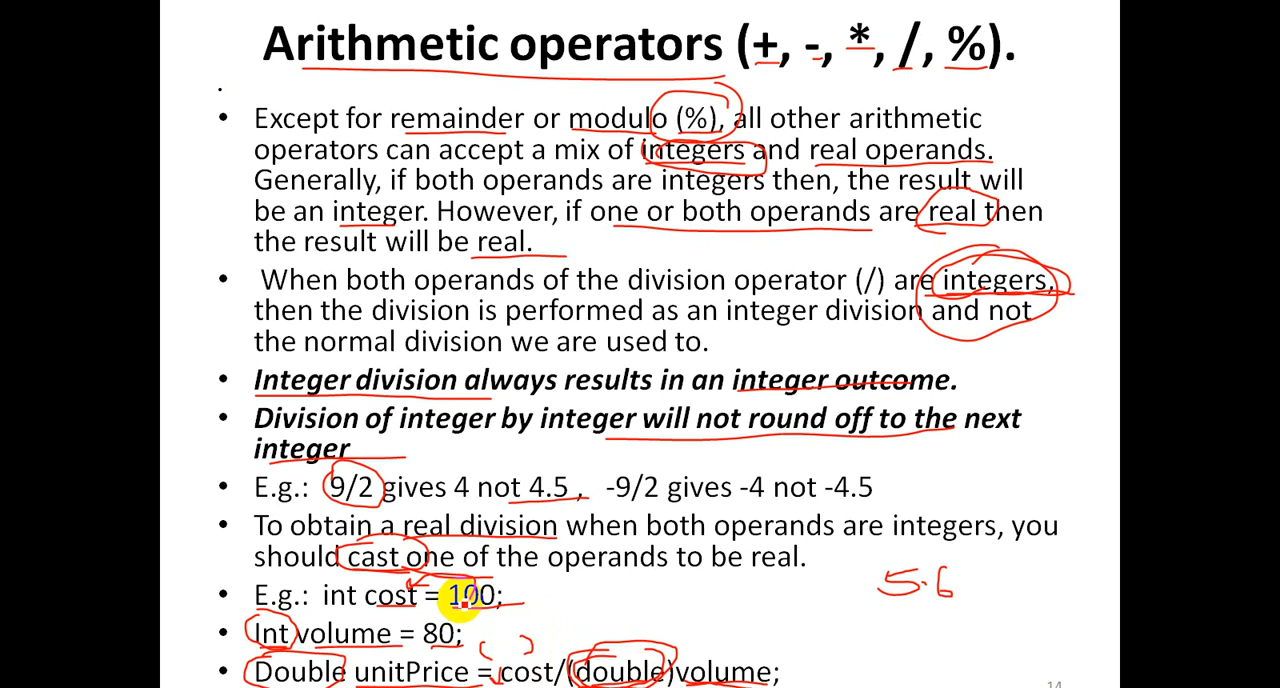 Arithmetic operators (+, -, *, /, %).
.
• Except for remainder or modulo (%), all other arithmetic
operators can accept a mix of integers and real operands.
Generally, if both operands are integers then, the result will
be an integer. However, if one or both operands are real then
the result will be real.
• When both operands of the division operator (/) are integers,
then the division is performed as an integer division and not
the normal division we are used to.
• Integer division always results in an integer outcome.
• Division of integer by integer will not round off to the next
integer
• E.g.: 9/2 gives 4 not 4.5 , -9/2 gives -4 not -4.5
• To obtain a real division when both operands are integers, you
should cast one of the operands to be real.
5.6
• E.g.: int cost = 100;
• Int volume = 80;
( )
• Double unitPrice = cost/(double)volume;
14